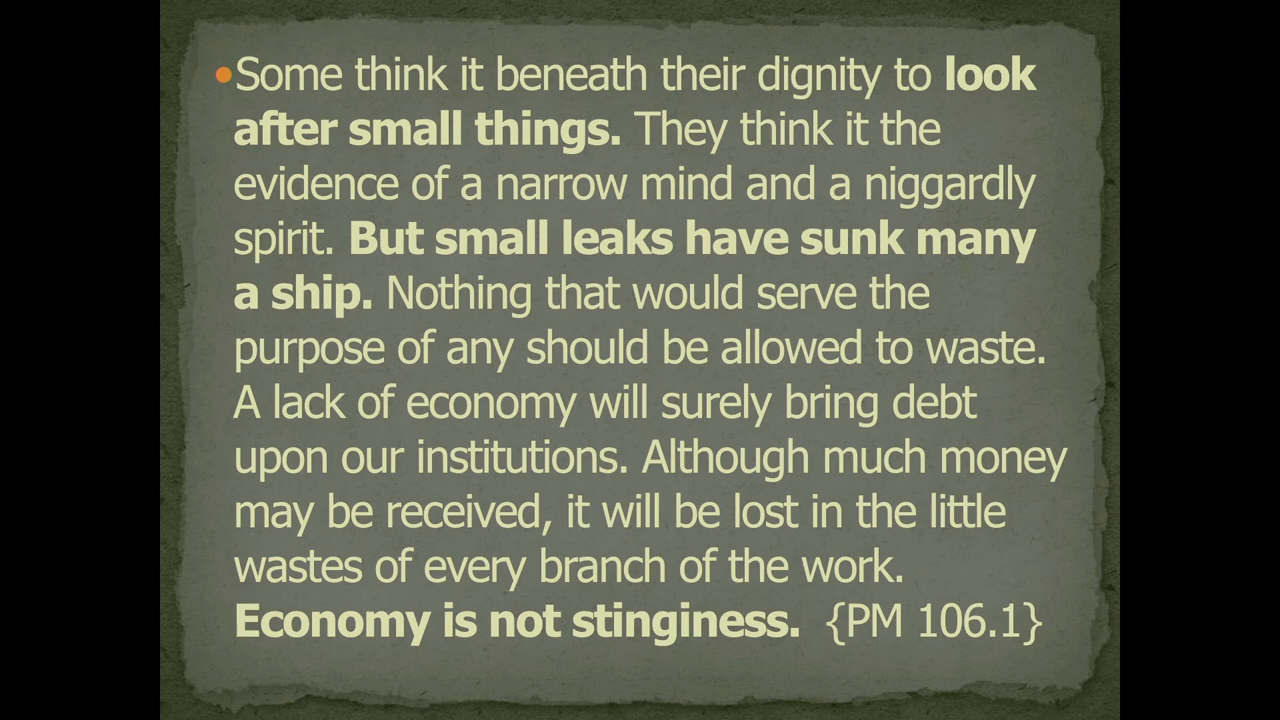 •Some think it beneath their dignity to look
after small things. They think it the
evidence of a narrow mind and a niggardly
spirit. But small leaks have sunk many
a ship. Nothing that would serve the
purpose of any should be allowed to waste.
A lack of economy will surely bring debt
upon our institutions. Although much money
may be received, it will be lost in the little
wastes of every branch of the work.
Economy is not stinginess. {PM 106.1}